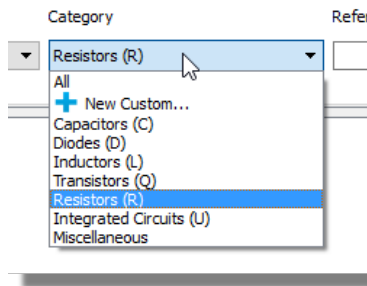 Category
Refe
Resistors (R)
All
New Custom...
Capacitors (C)
Diodes (D)
Inductors (L)
Transistors (Q)
Resistors (R)
Integrated Circuits (U)
Miscellaneous